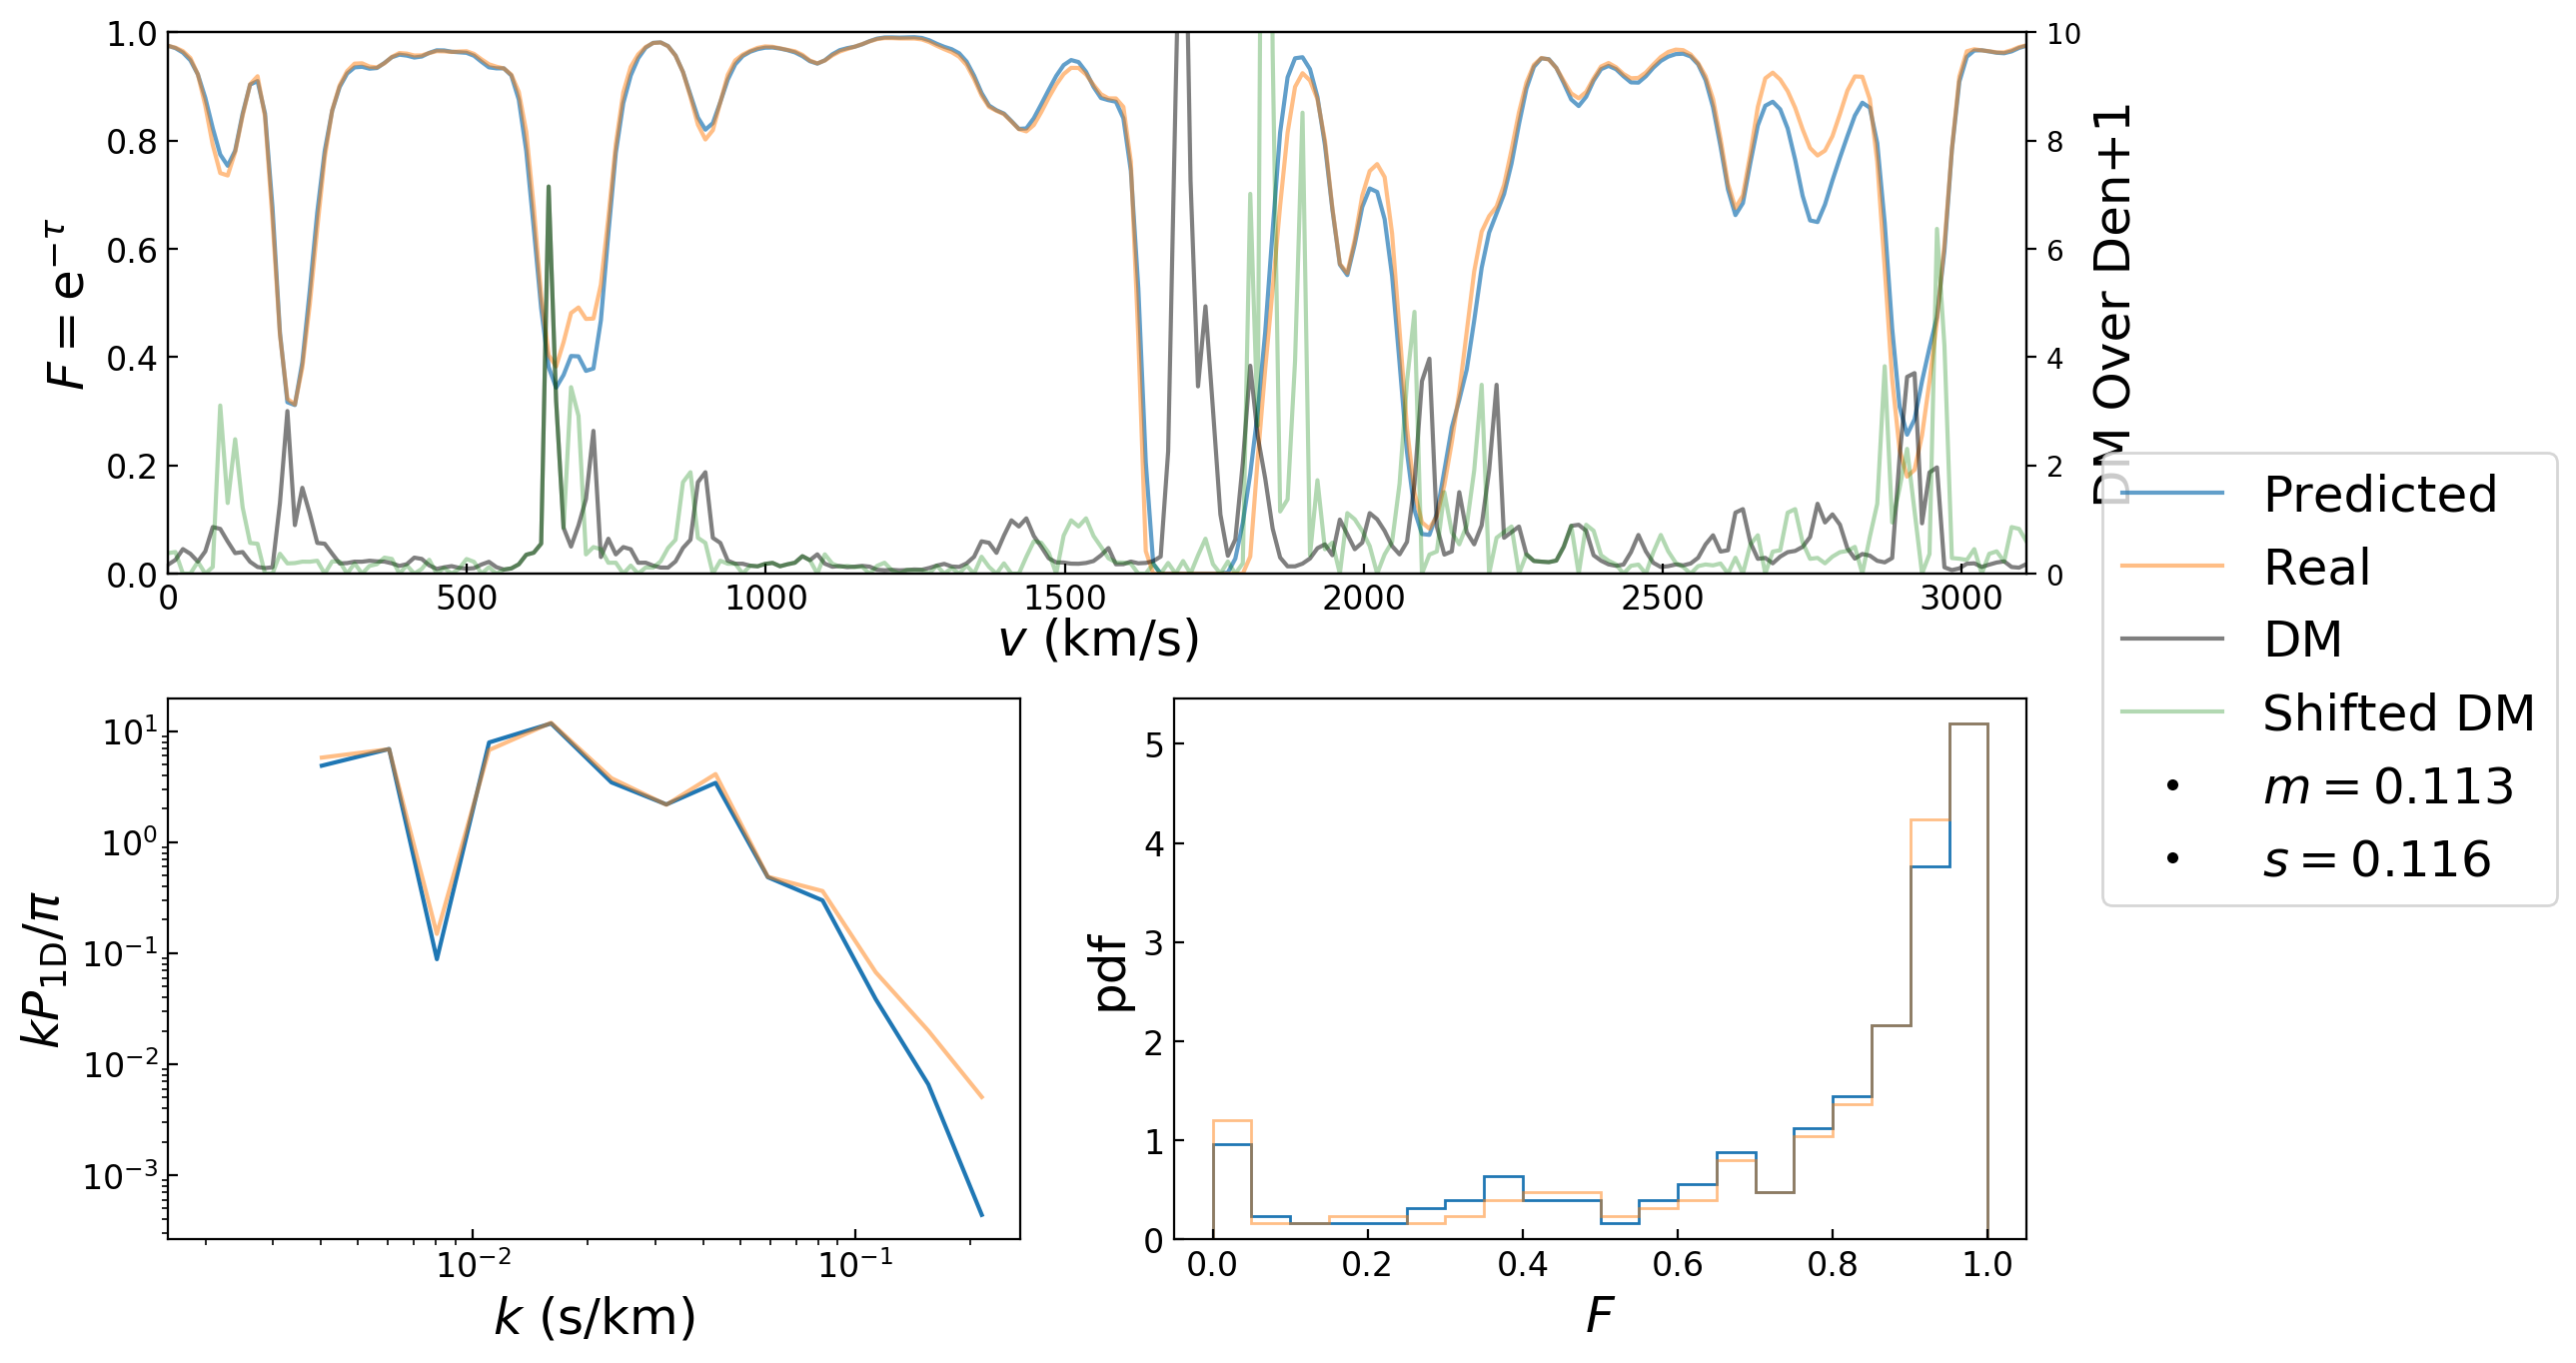 1.0
0.8
0.6
0.4
0.2
0.0
F = e^{−τ}
10
8
6
4
2
0
DM Over Den+1
0 500 1000 1500 2000 2500 3000
v (km/s)
Predicted
Real
DM
Shifted DM
m = 0.113
s = 0.116
10^1
10^0
10^{−1}
10^{−2}
10^{−3}
kP_{1D}/π
10^{−2} 10^{−1}
k (s/km)
5
4
3
2
1
0
pdf
0.0 0.2 0.4 0.6 0.8 1.0
F